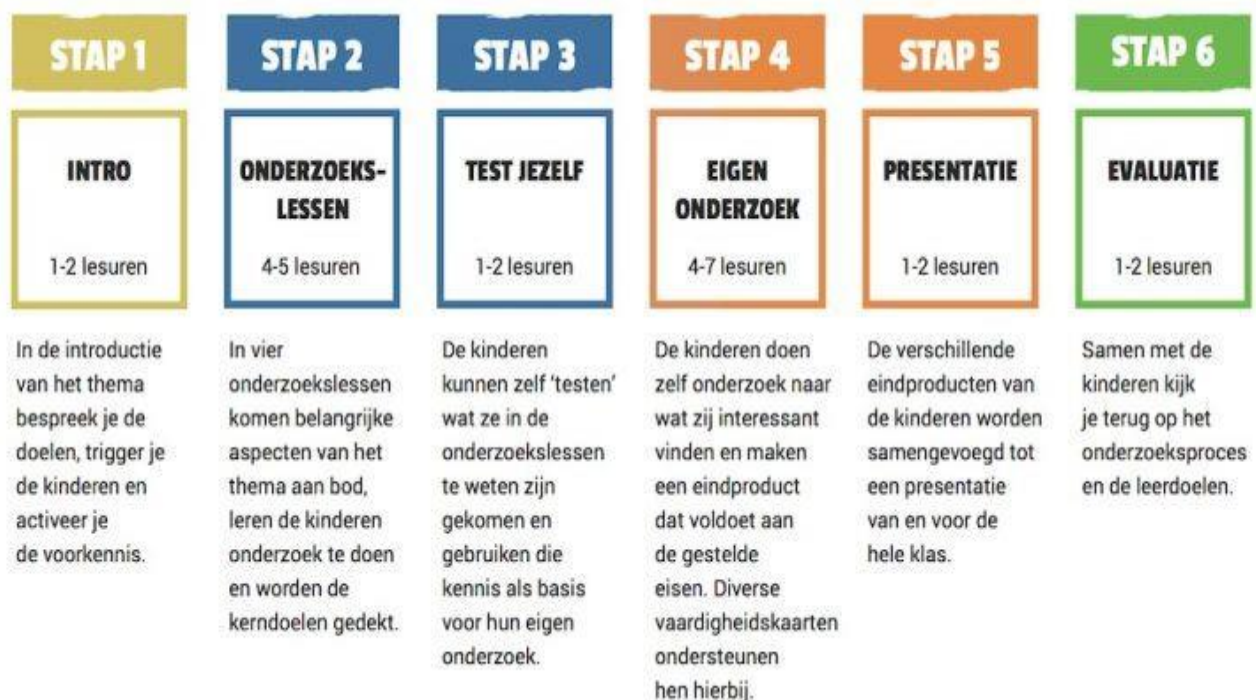 STAP 1
INTRO
1-2 lesuren
In de introductie
van het thema
bespreek je de
doelen, trigger je
de kinderen en
activeer je
de voorkennis.
STAP 2
ONDERZOEKS-
LESSEN
4-5 lesuren
In vier
onderzoekslessen
komen belangrijke
aspecten van het
thema aan bod,
leren de kinderen
onderzoek te doen
en worden de
kerndoelen gedekt.
STAP 3
TEST JEZELF
1-2 lesuren
De kinderen
kunnen zelf ‘testen’
wat ze in de
onderzoekslessen
te weten zijn
gekomen en
gebruiken die
kennis als basis
voor hun eigen
onderzoek.
STAP 4
EIGEN
ONDERZOEK
4-7 lesuren
De kinderen doen
zelf onderzoek naar
wat zij interessant
vinden en maken
een eindproduct
dat voldoet aan
de gestelde
eisen. Diverse
vaardigheidskaarten
ondersteunen
hen hierbij.
STAP 5
PRESENTATIE
1-2 lesuren
De verschillende
eindproducten van
de kinderen worden
samengevoegd tot
een presentatie
van en voor de
hele klas.
STAP 6
EVALUATIE
1-2 lesuren
Samen met de
kinderen kijk
je terug op het
onderzoeksproces
en de leerdoelen.